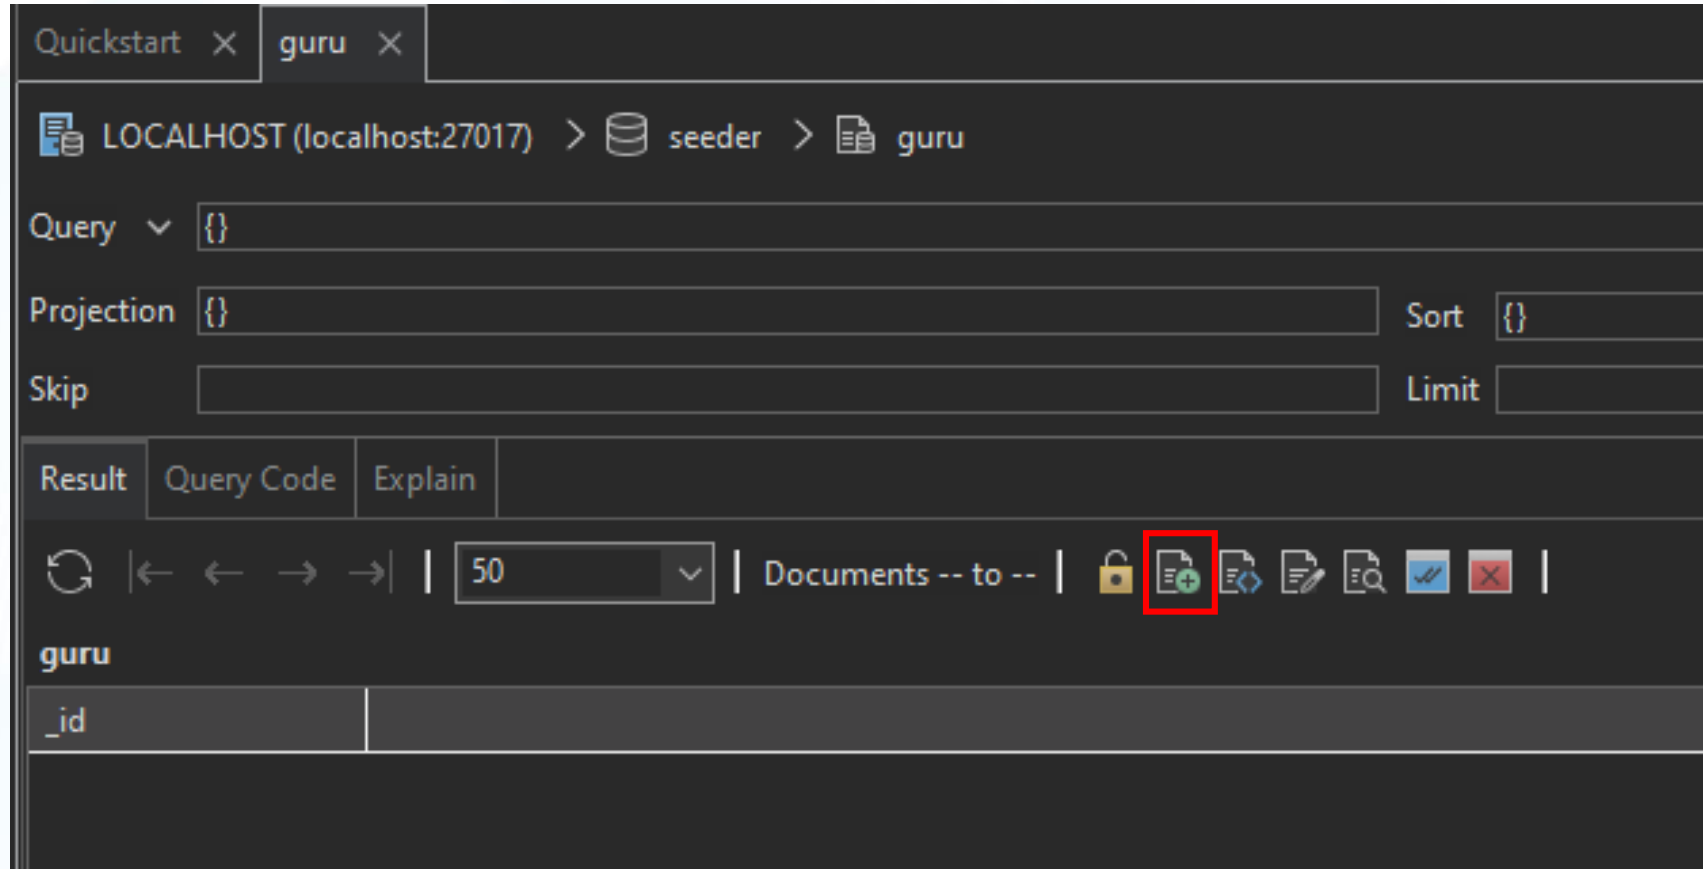 Quickstart guru
LOCALHOST (localhost:27017) seeder guru
Query {}
Projection {} Sort {}
Skip Limit
Result Query Code Explain
50 Documents -- to --
guru
_id